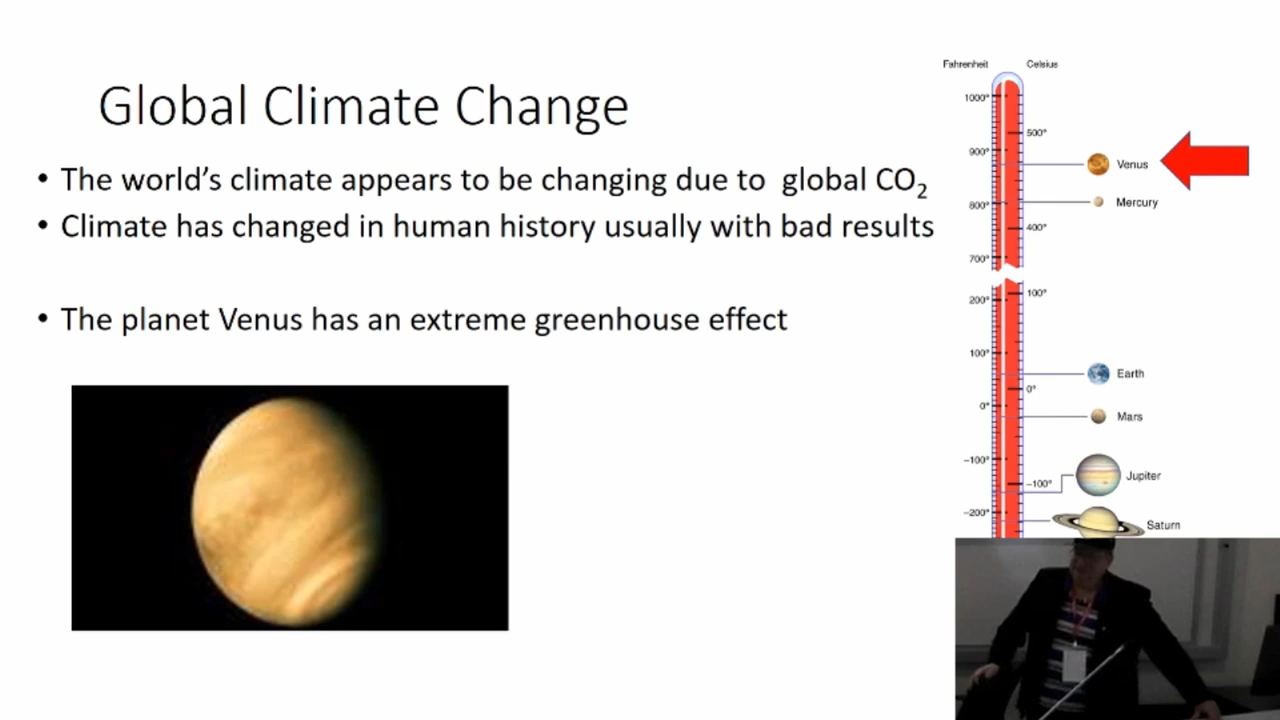 Global Climate Change
• The world's climate appears to be changing due to  global CO₂
• Climate has changed in human history usually with bad results
• The planet Venus has an extreme greenhouse effect
Fahrenheit Celsius
1000°
500°
900°
Venus
800°
Mercury
400°
700°
200°
100°
100°
Earth
0°
0°
Mars
−100°
−100°
Jupiter
−200°
Saturn